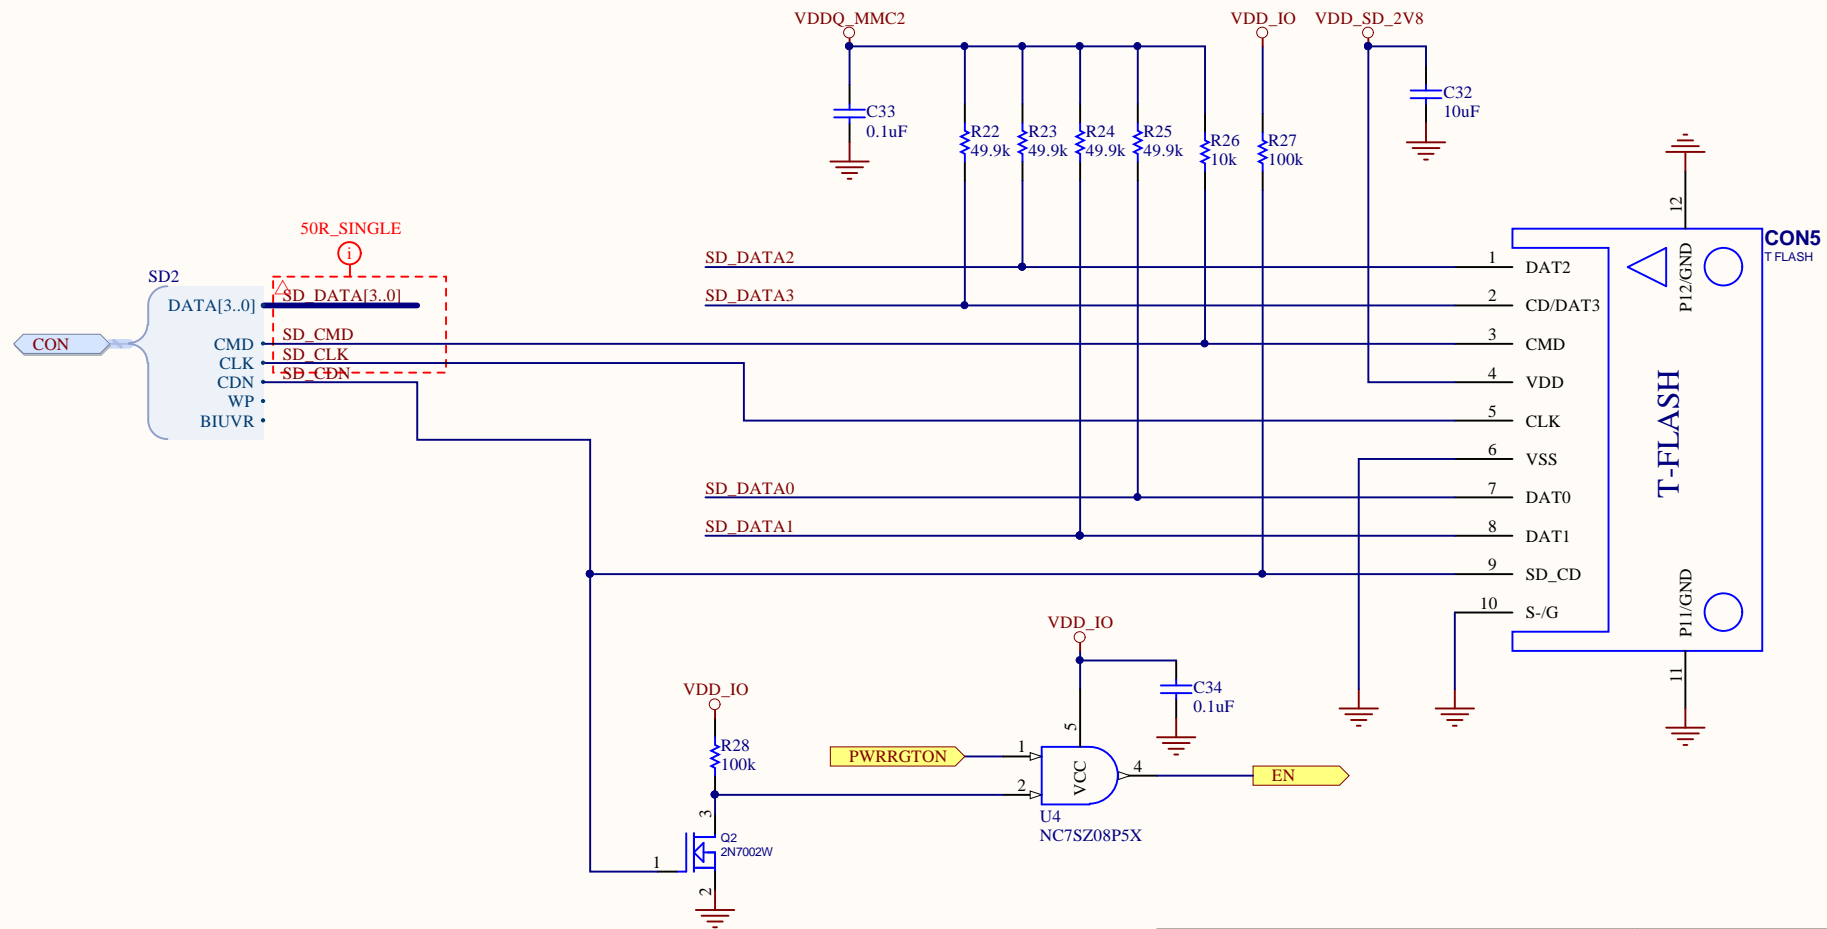 VDDQ_MMC2
VDD_IO
VDD_SD_2V8
C33
0.1uF
R22
49.9k
R23
49.9k
R24
49.9k
R25
49.9k
R26
10k
R27
100k
C32
10uF
50R_SINGLE
i
SD2
CON
DATA[3..0]
CMD
CLK
CDN
WP
BIUVR
SD_DATA[3..0]
SD_CMD
SD_CLK
SD_CDN
SD_DATA2
SD_DATA3
SD_DATA0
SD_DATA1
12
P12/GND
CON5
T FLASH
1 DAT2
2 CD/DAT3
3 CMD
4 VDD
5 CLK
6 VSS
7 DAT0
8 DAT1
9 SD_CD
10 S-/G
T-FLASH
P11/GND
11
VDD_IO
C34
0.1uF
VDD_IO
R28
100k
PWRRGTON
1
2
5
VCC
4
EN
U4
NC7SZ08P5X
3
Q2
2N7002W
1
2